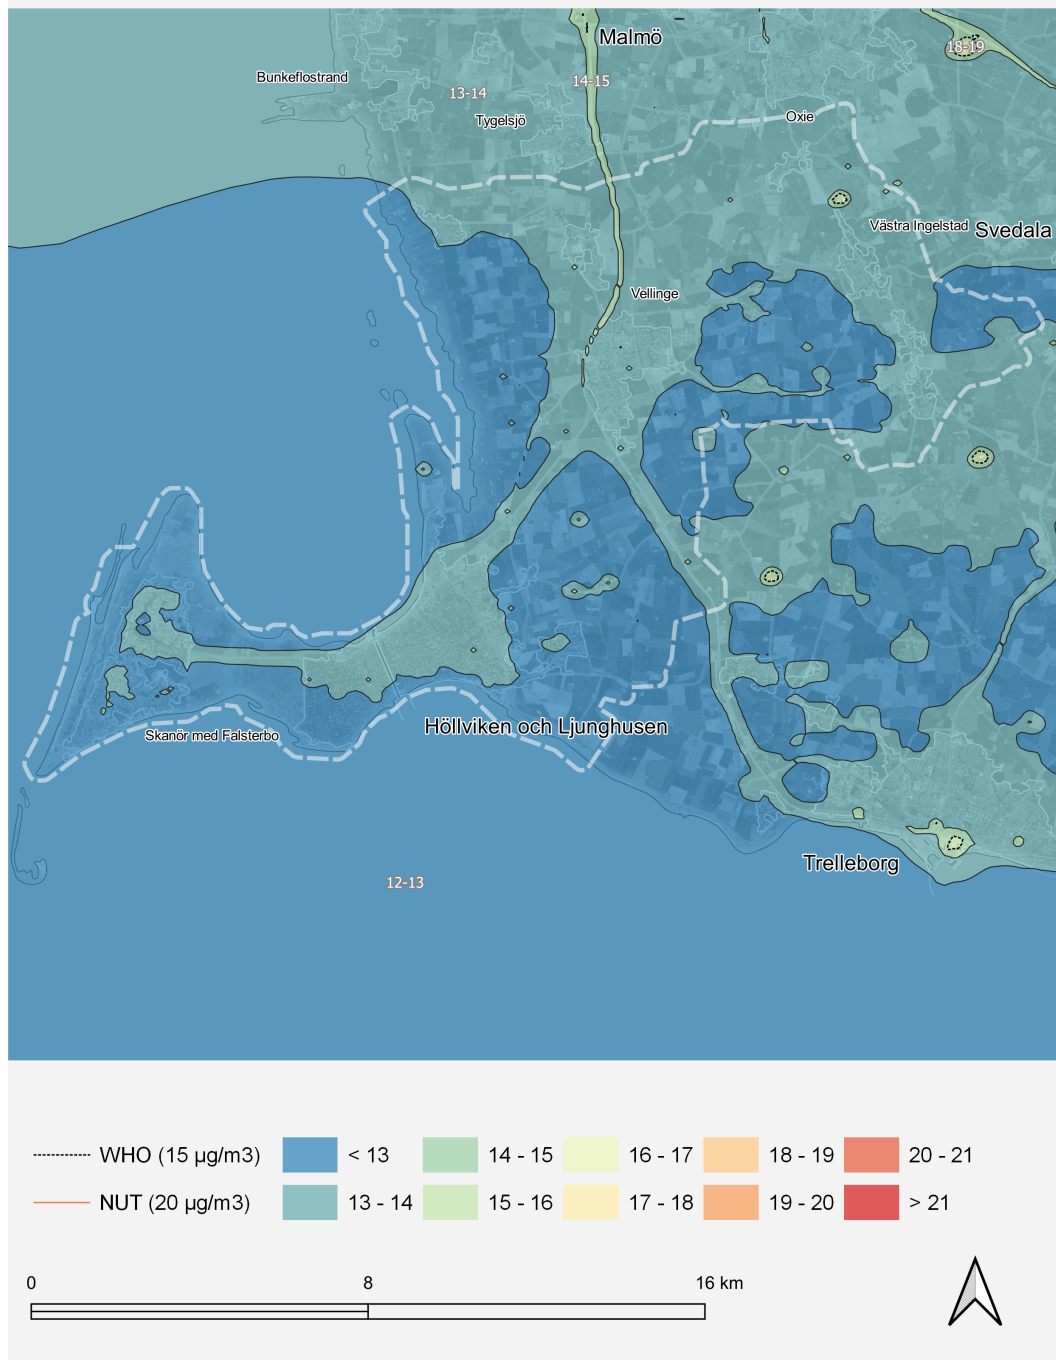 Malmö
18-19
Bunkeflostrand
14-15
13-14
Tygelsjö
Oxie
Västra Ingelstad
Svedala
Vellinge
Höllviken och Ljunghusen
Skanör med Falsterbo
Trelleborg
12-13
WHO (15 µg/m3) < 13 14 - 15 16 - 17 18 - 19 20 - 21
NUT (20 µg/m3) 13 - 14 15 - 16 17 - 18 19 - 20 > 21
0 8 16 km